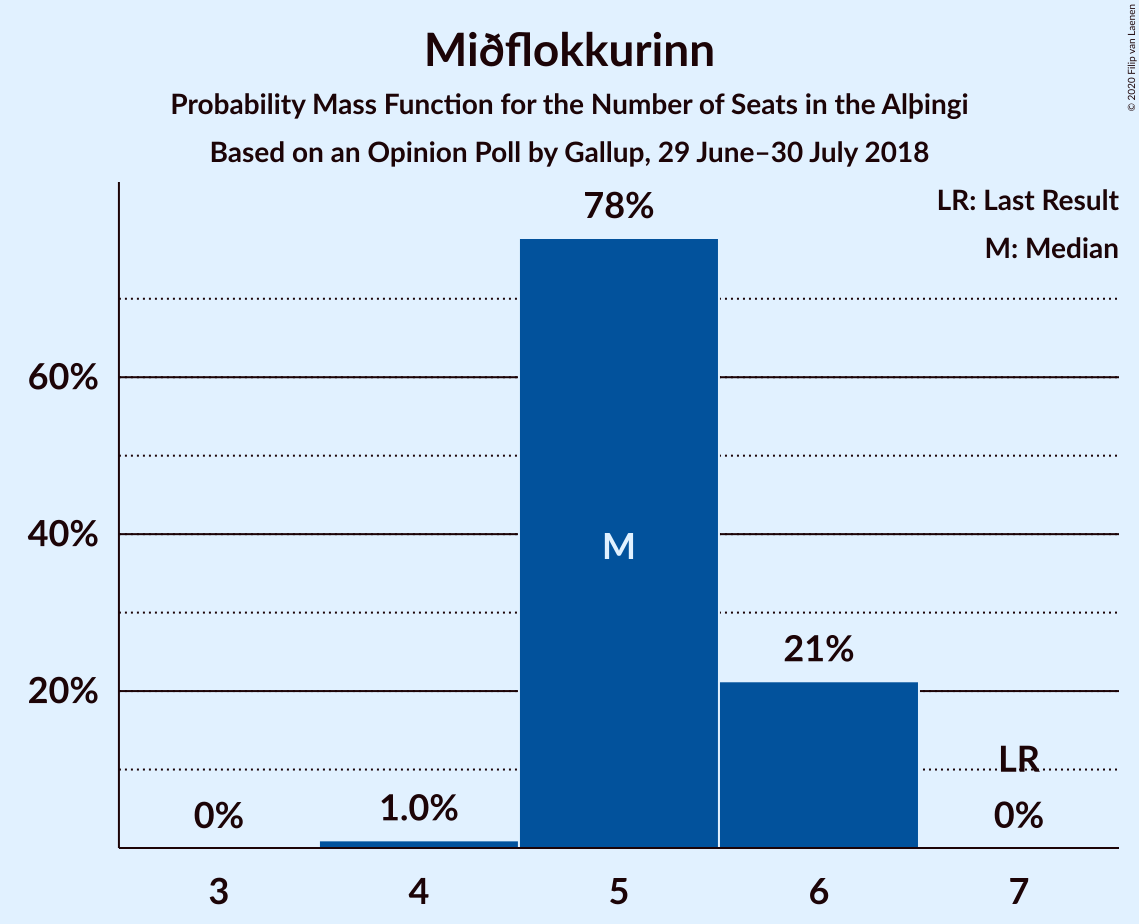 Miðflokkurinn
Probability Mass Function for the Number of Seats in the Alþingi
Based on an Opinion Poll by Gallup, 29 June–30 July 2018
© 2020 Filip van Laenen
LR: Last Result
M: Median
78%
60%
40%
M
21%
20%
LR
0%
1.0%
0%
3
4
5
6
7